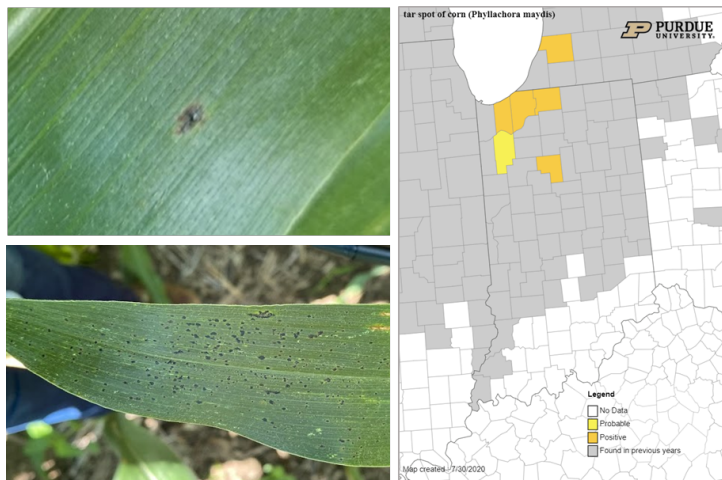 tar spot of corn (Phyllachora maydis)
PURDUE
UNIVERSITY.
Legend
No Data
Probable
Positive
Found in previous years
Map created - 7/30/2020